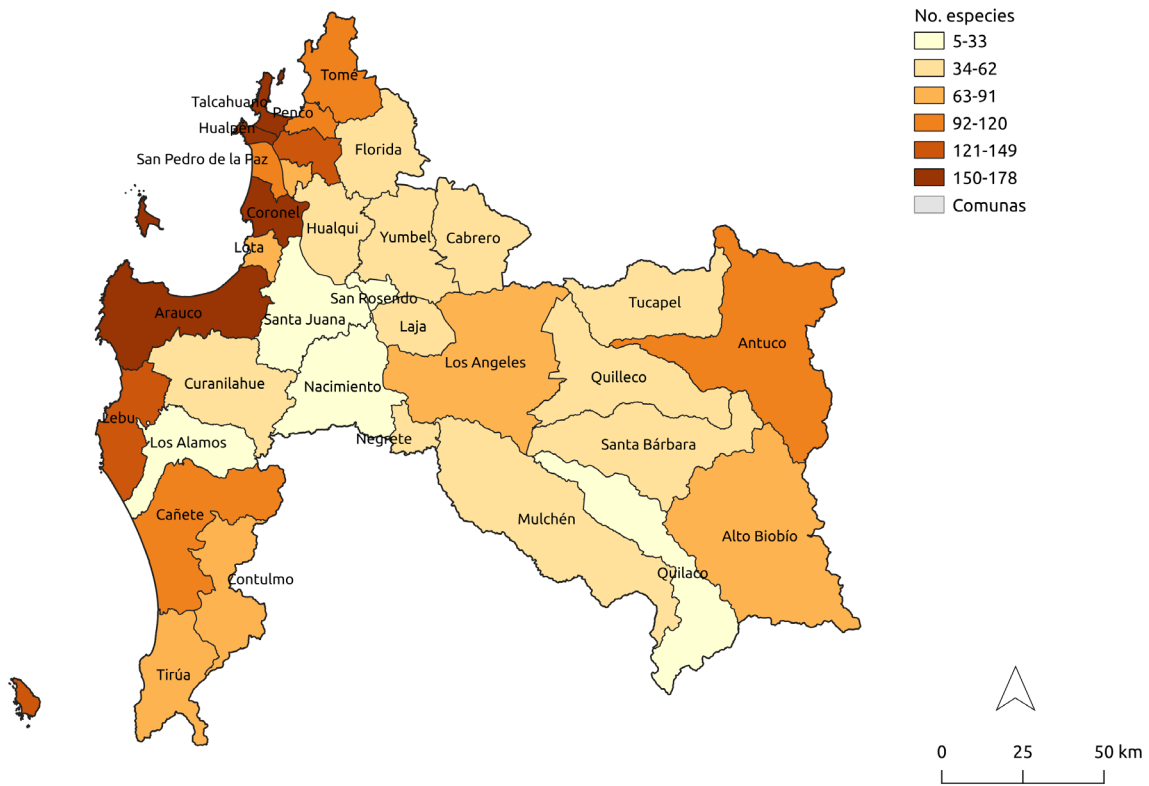 No. especies
5-33
34-62
63-91
92-120
121-149
150-178
Comunas
Tomé
Talcahuano
Penco
Hualpén
San Pedro de la Paz
Florida
Coronel
Hualqui
Yumbel
Cabrero
Lota
San Rosendo
Tucapel
Arauco
Santa Juana
Laja
Antuco
Los Angeles
Curanilahue
Nacimiento
Quilleco
Lebu
Los Alamos
Negrete
Santa Bárbara
Cañete
Mulchén
Alto Biobío
Contulmo
Quilaco
Tirúa
0 25 50 km